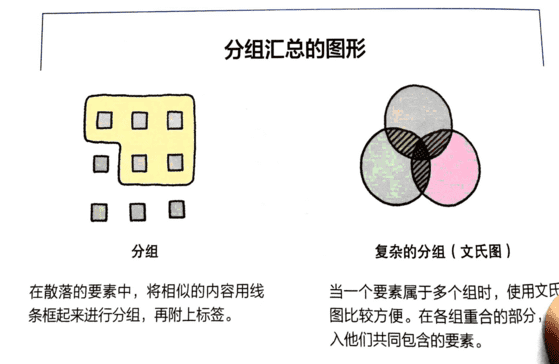 分组汇总的图形
分组
在散落的要素中，将相似的内容用线
条框起来进行分组，再附上标签。
复杂的分组（文氏图）
当一个要素属于多个组时，使用文氏
图比较方便。在各组重合的部分，
入他们共同包含的要素。